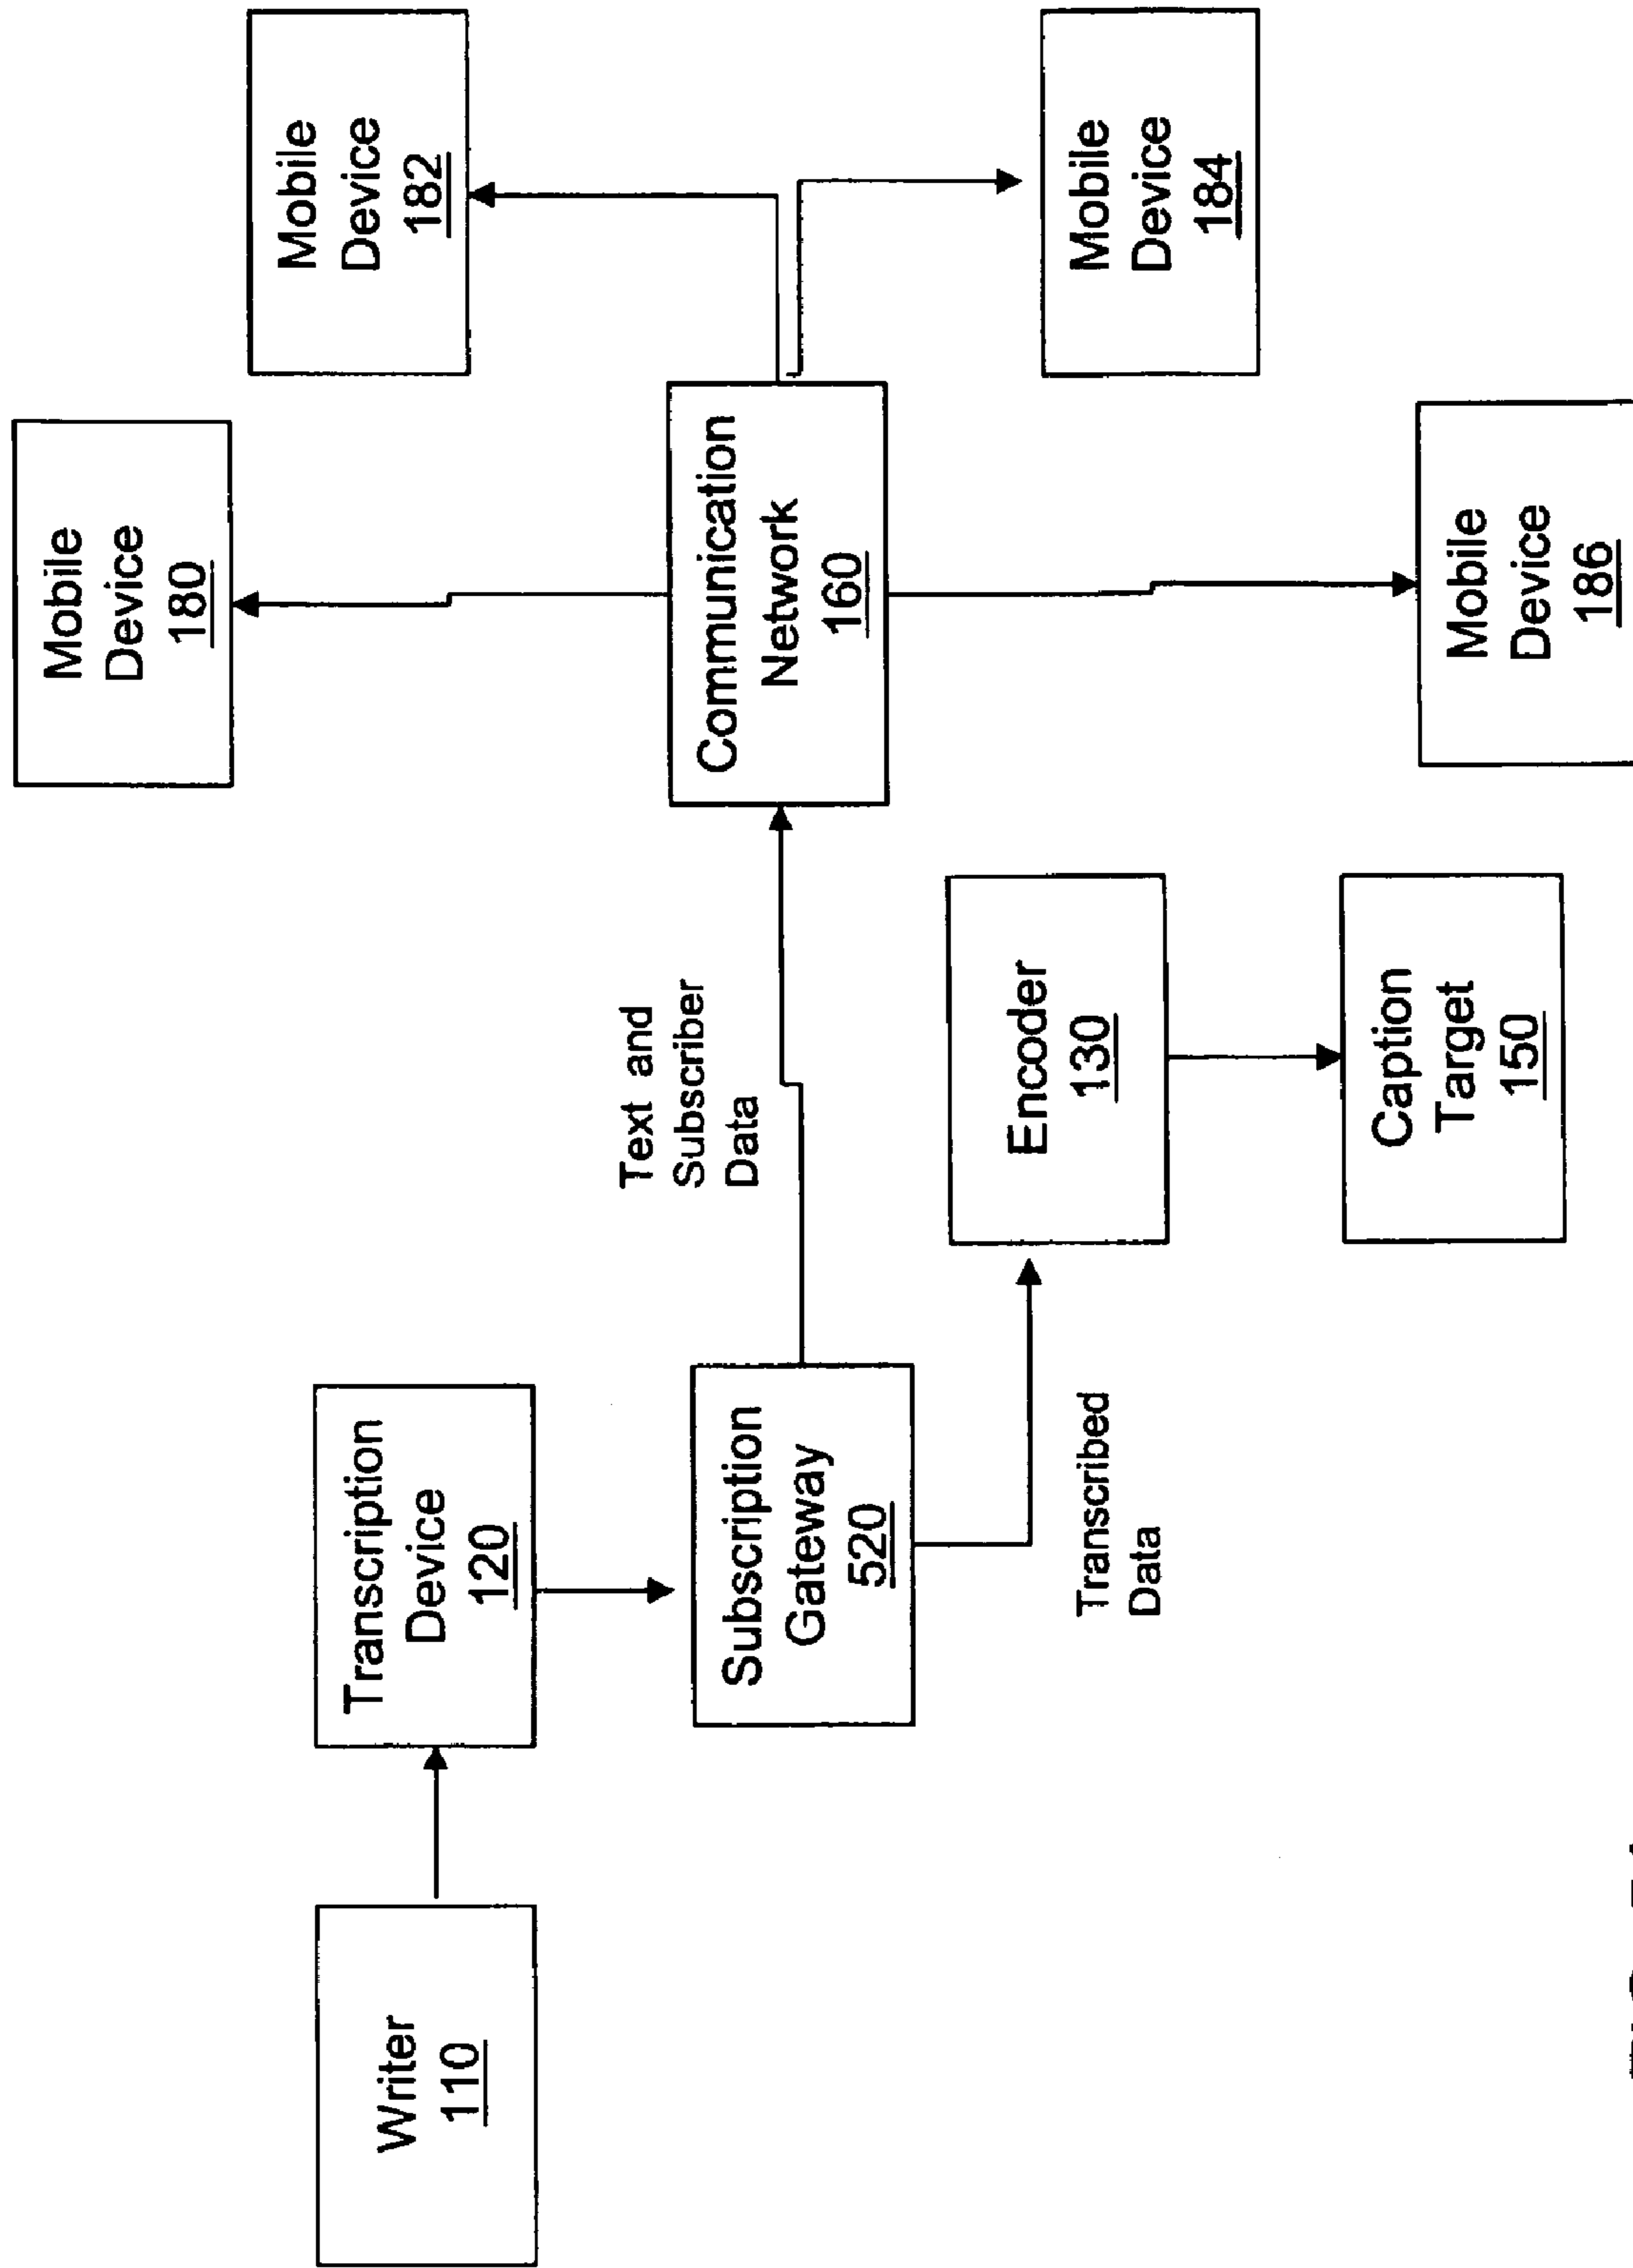 Writer
110
Transcription
Device
120
Subscription
Gateway
520
Transcribed
Data
Text and
Subscriber
Data
Encoder
130
Caption
Target
150
Communication
Network
160
Mobile
Device
180
Mobile
Device
182
Mobile
Device
184
Mobile
Device
186